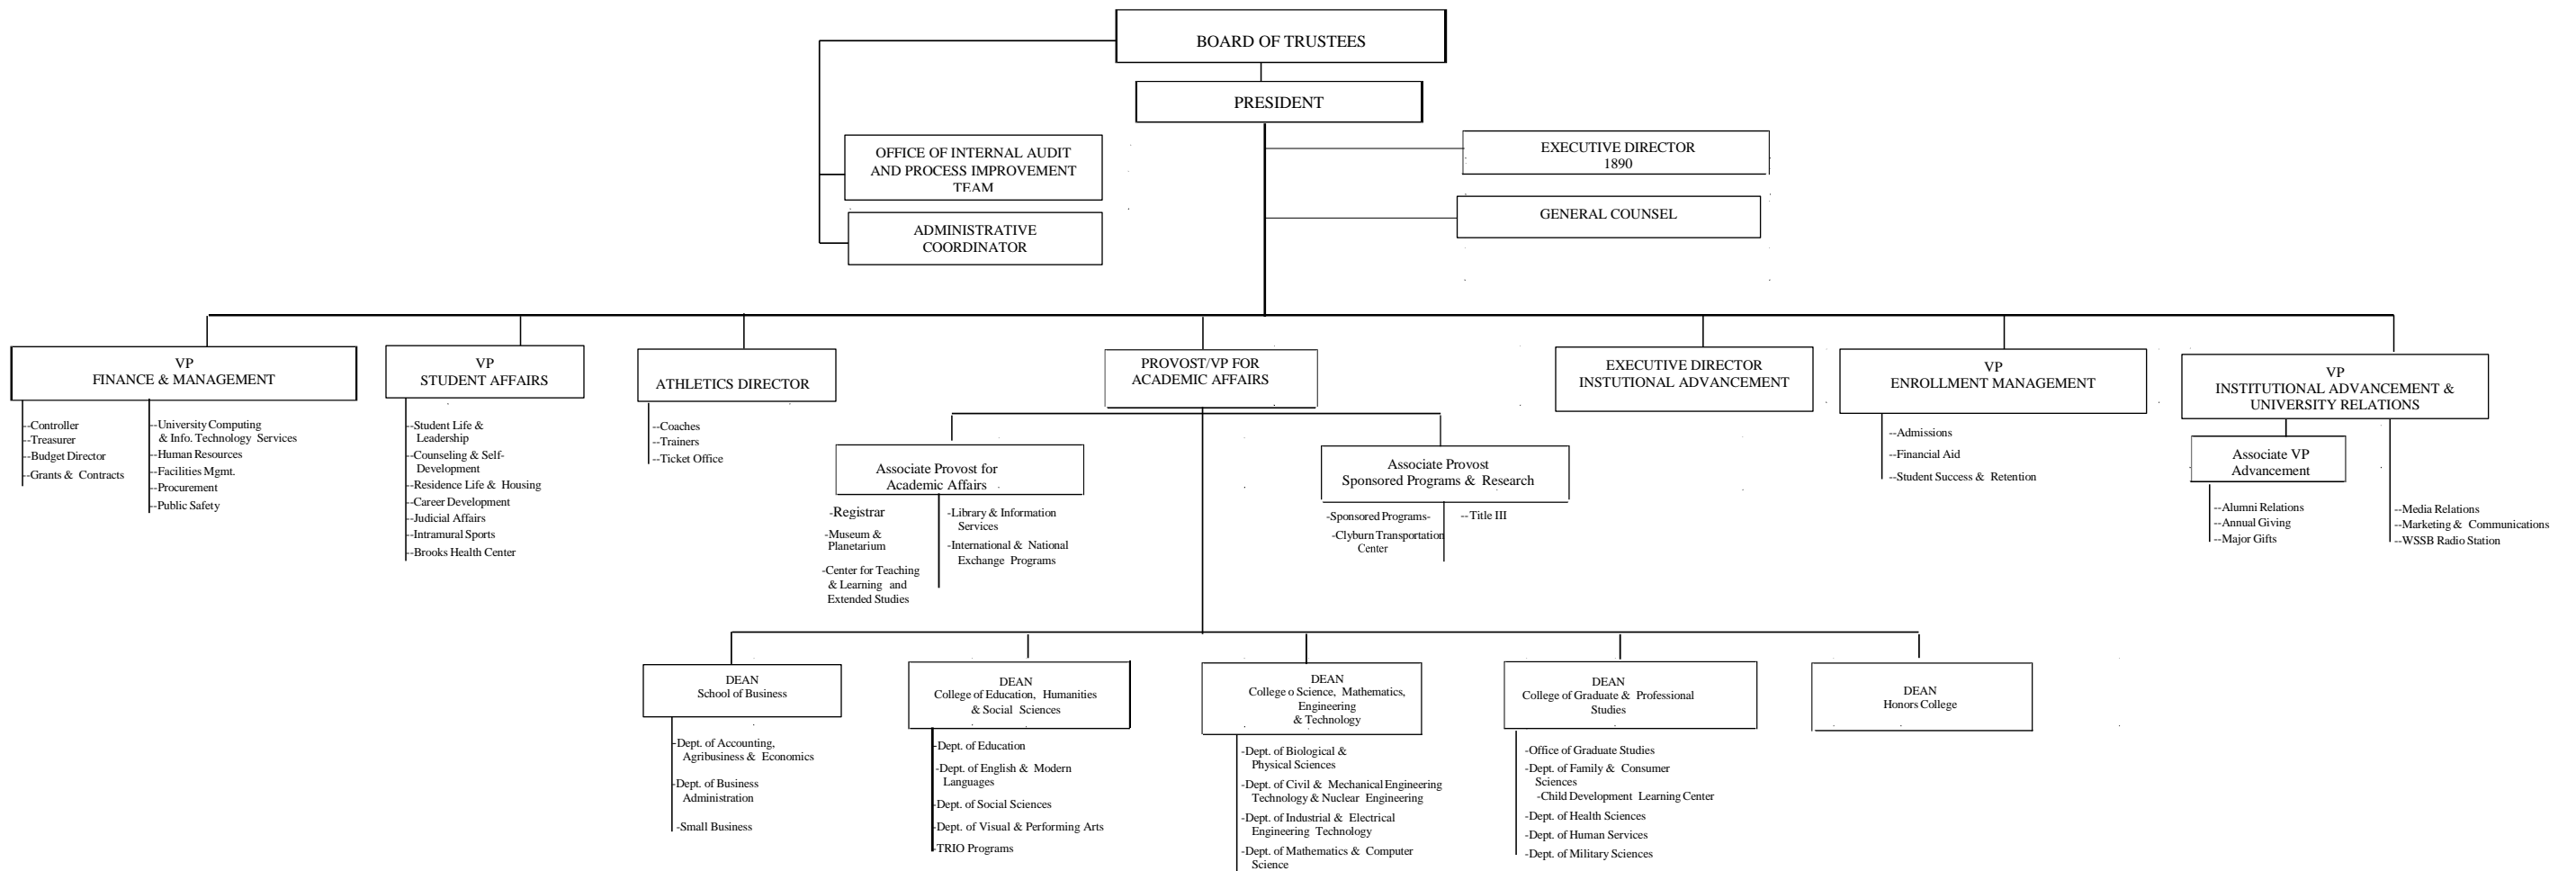 BOARD OF TRUSTEES
PRESIDENT
OFFICE OF INTERNAL AUDIT
AND PROCESS IMPROVEMENT
TEAM
EXECUTIVE DIRECTOR
1890
ADMINISTRATIVE
COORDINATOR
GENERAL COUNSEL
VP
FINANCE & MANAGEMENT
--Controller
--Treasurer
--Budget Director
--Grants & Contracts
--University Computing
& Info. Technology Services
--Human Resources
--Facilities Mgmt.
--Procurement
--Public Safety
VP
STUDENT AFFAIRS
--Student Life &
Leadership
--Counseling & Self-
Development
--Residence Life & Housing
--Career Development
--Judicial Affairs
--Intramural Sports
--Brooks Health Center
ATHLETICS DIRECTOR
--Coaches
--Trainers
--Ticket Office
PROVOST/VP FOR
ACADEMIC AFFAIRS
Associate Provost for
Academic Affairs
-Registrar
-Museum &
Planetarium
-Center for Teaching
& Learning and
Extended Studies
-Library & Information
Services
-International & National
Exchange Programs
Associate Provost
Sponsored Programs & Research
-Sponsored Programs-
-Clyburn Transportation
Center
--Title III
EXECUTIVE DIRECTOR
INSTUTIONAL ADVANCEMENT
VP
ENROLLMENT MANAGEMENT
--Admissions
--Financial Aid
--Student Success & Retention
VP
INSTITUTIONAL ADVANCEMENT &
UNIVERSITY RELATIONS
Associate VP
Advancement
--Alumni Relations
--Annual Giving
--Major Gifts
--Media Relations
--Marketing & Communications
--WSSB Radio Station
DEAN
School of Business
-Dept. of Accounting,
Agribusiness & Economics
-Dept. of Business
Administration
-Small Business
DEAN
College of Education, Humanities
& Social Sciences
-Dept. of Education
-Dept. of English & Modern
Languages
-Dept. of Social Sciences
-Dept. of Visual & Performing Arts
-TRIO Programs
DEAN
College o Science, Mathematics,
Engineering
& Technology
-Dept. of Biological &
Physical Sciences
-Dept. of Civil & Mechanical Engineering
Technology & Nuclear Engineering
-Dept. of Industrial & Electrical
Engineering Technology
-Dept. of Mathematics & Computer
Science
DEAN
College of Graduate & Professional
Studies
-Office of Graduate Studies
-Dept. of Family & Consumer
Sciences
-Child Development Learning Center
-Dept. of Health Sciences
-Dept. of Human Services
-Dept. of Military Sciences
DEAN
Honors College